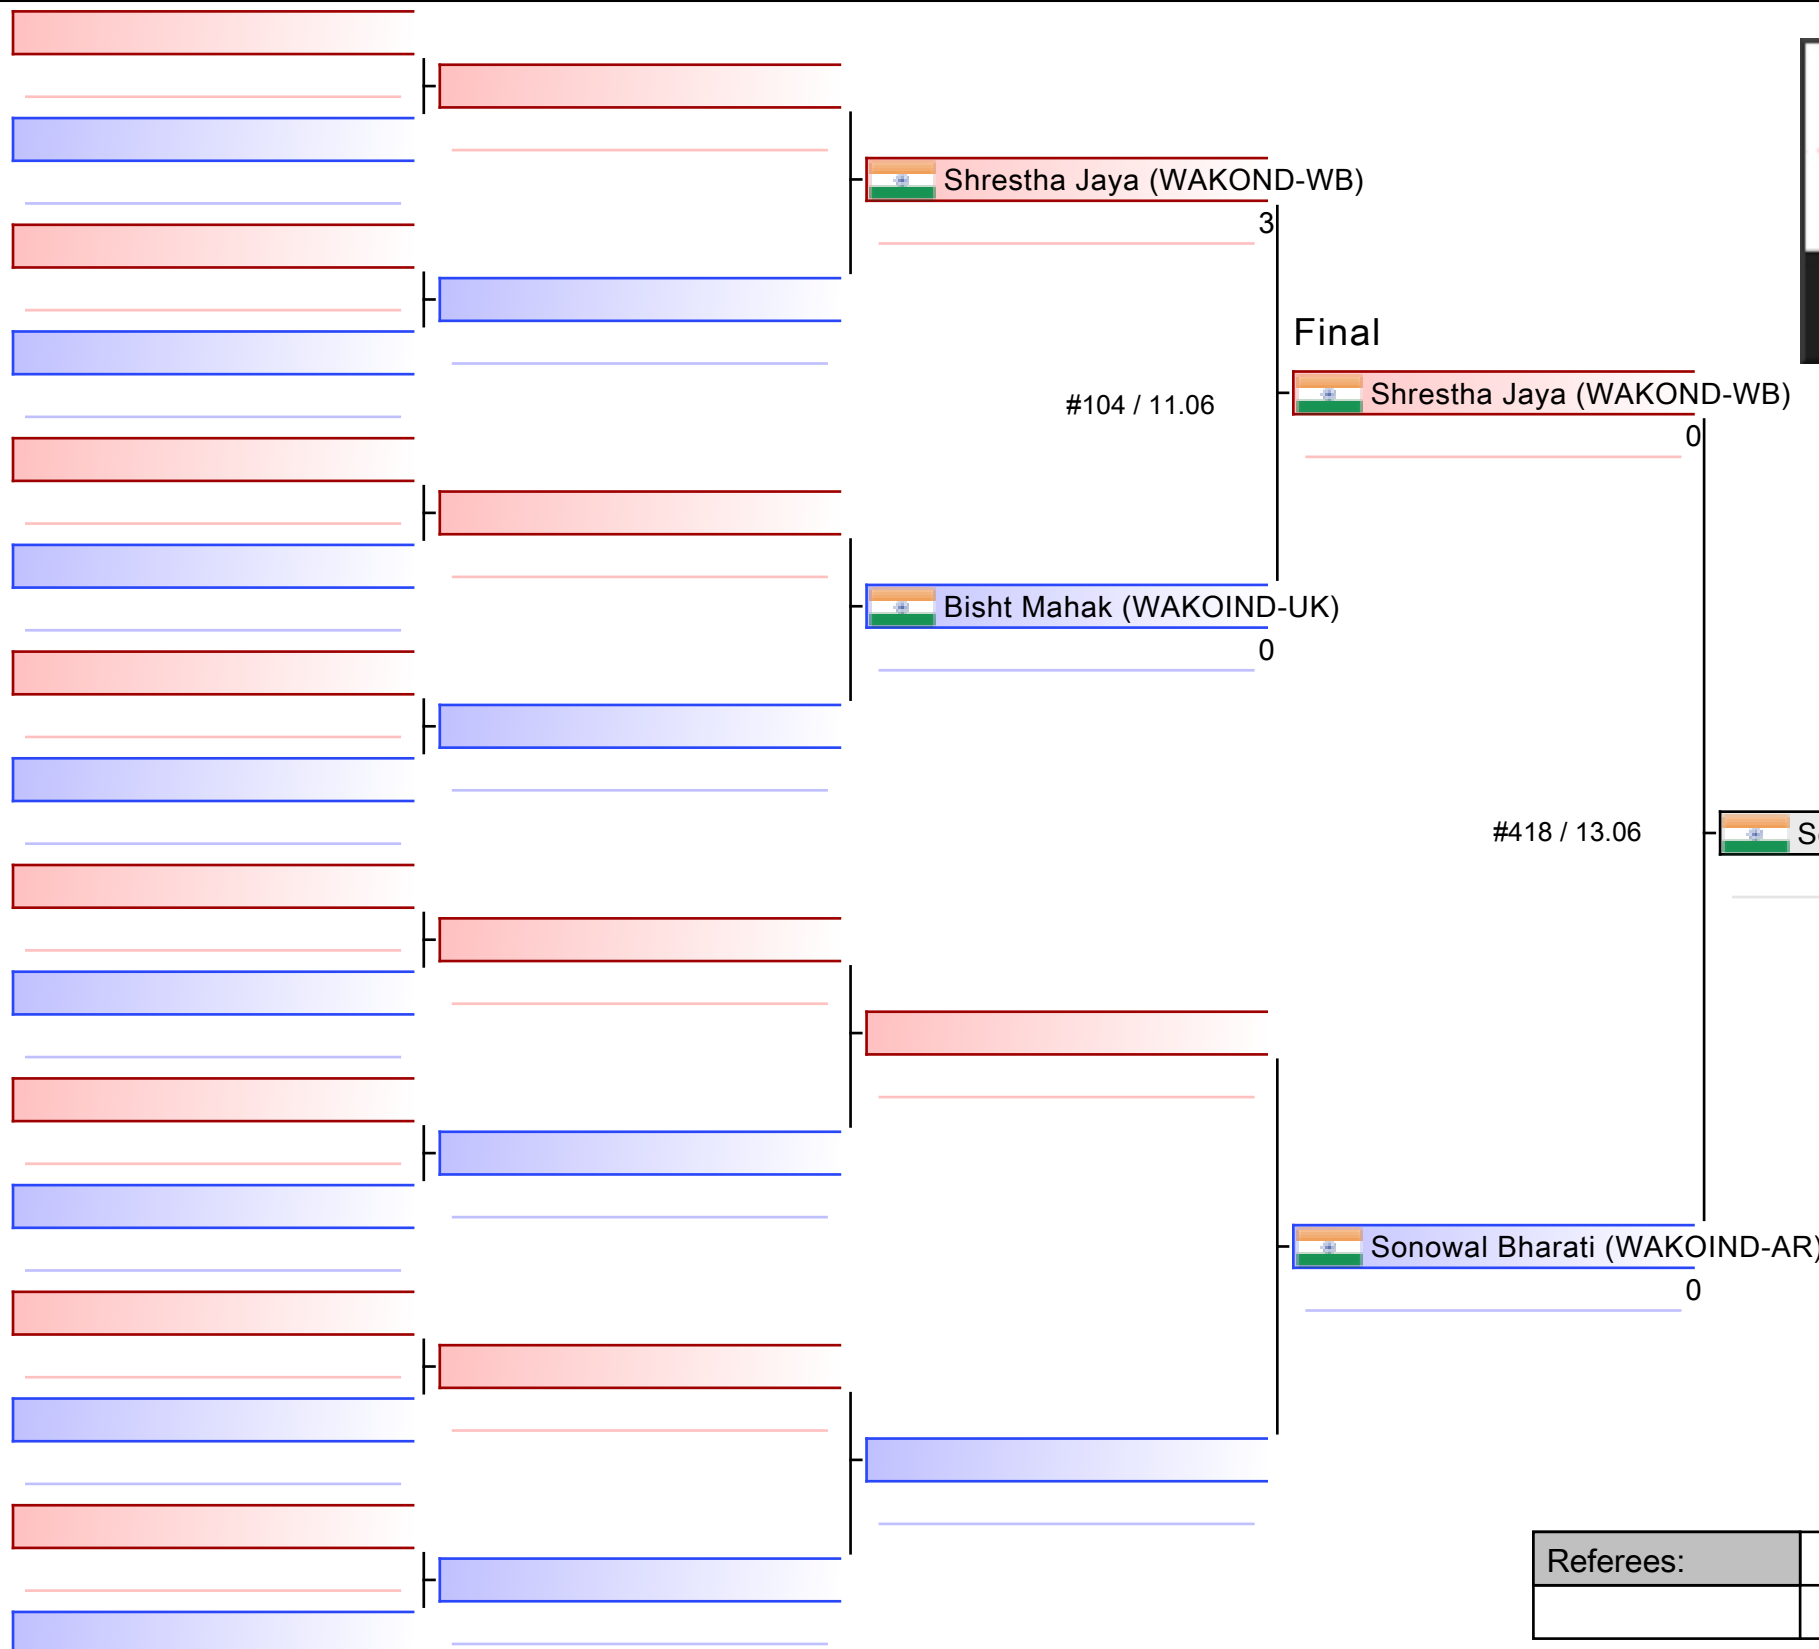 Shrestha Jaya (WAKOND-WB)
3
Final
Shrestha Jaya (WAKOND-WB)
#104 / 11.06
0
Bisht Mahak (WAKOIND-UK)
0
#418 / 13.06
Sonowal Bharati (WAKOIND-AR)
0
Referees: